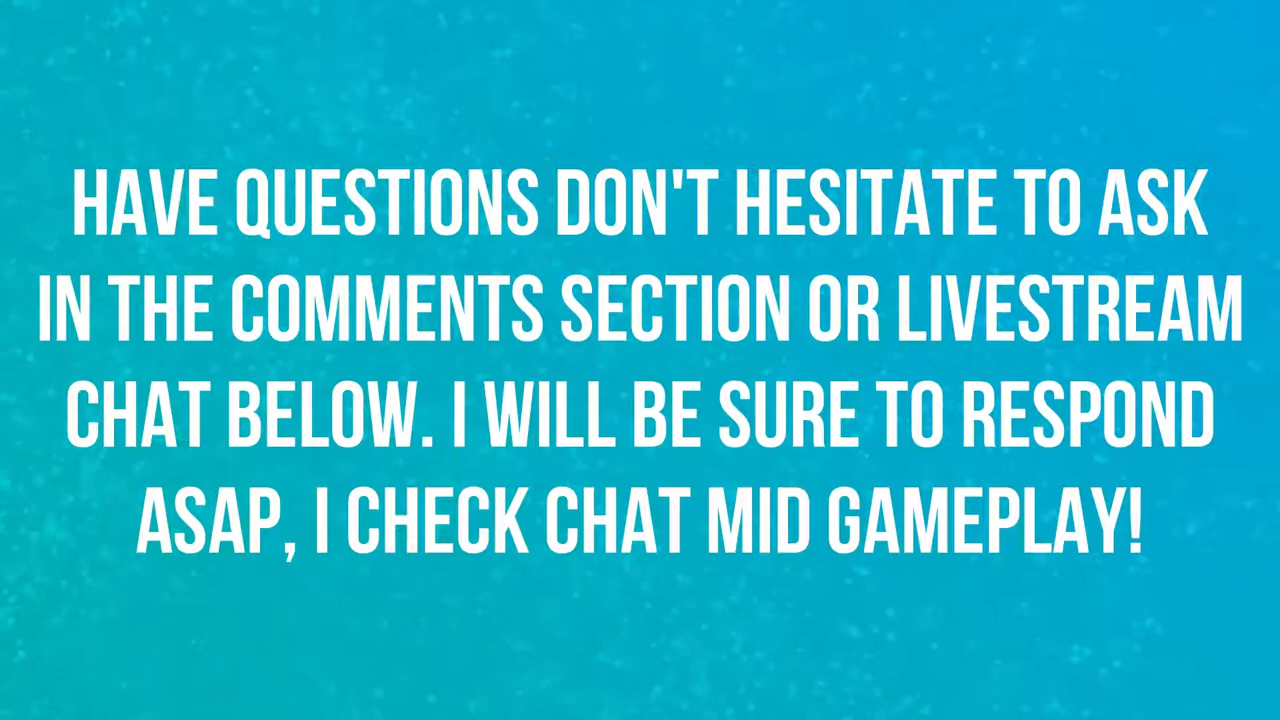 HAVE QUESTIONS DON'T HESITATE TO ASK
IN THE COMMENTS SECTION OR LIVESTREAM
CHAT BELOW. I WILL BE SURE TO RESPOND
ASAP, I CHECK CHAT MID GAMEPLAY!